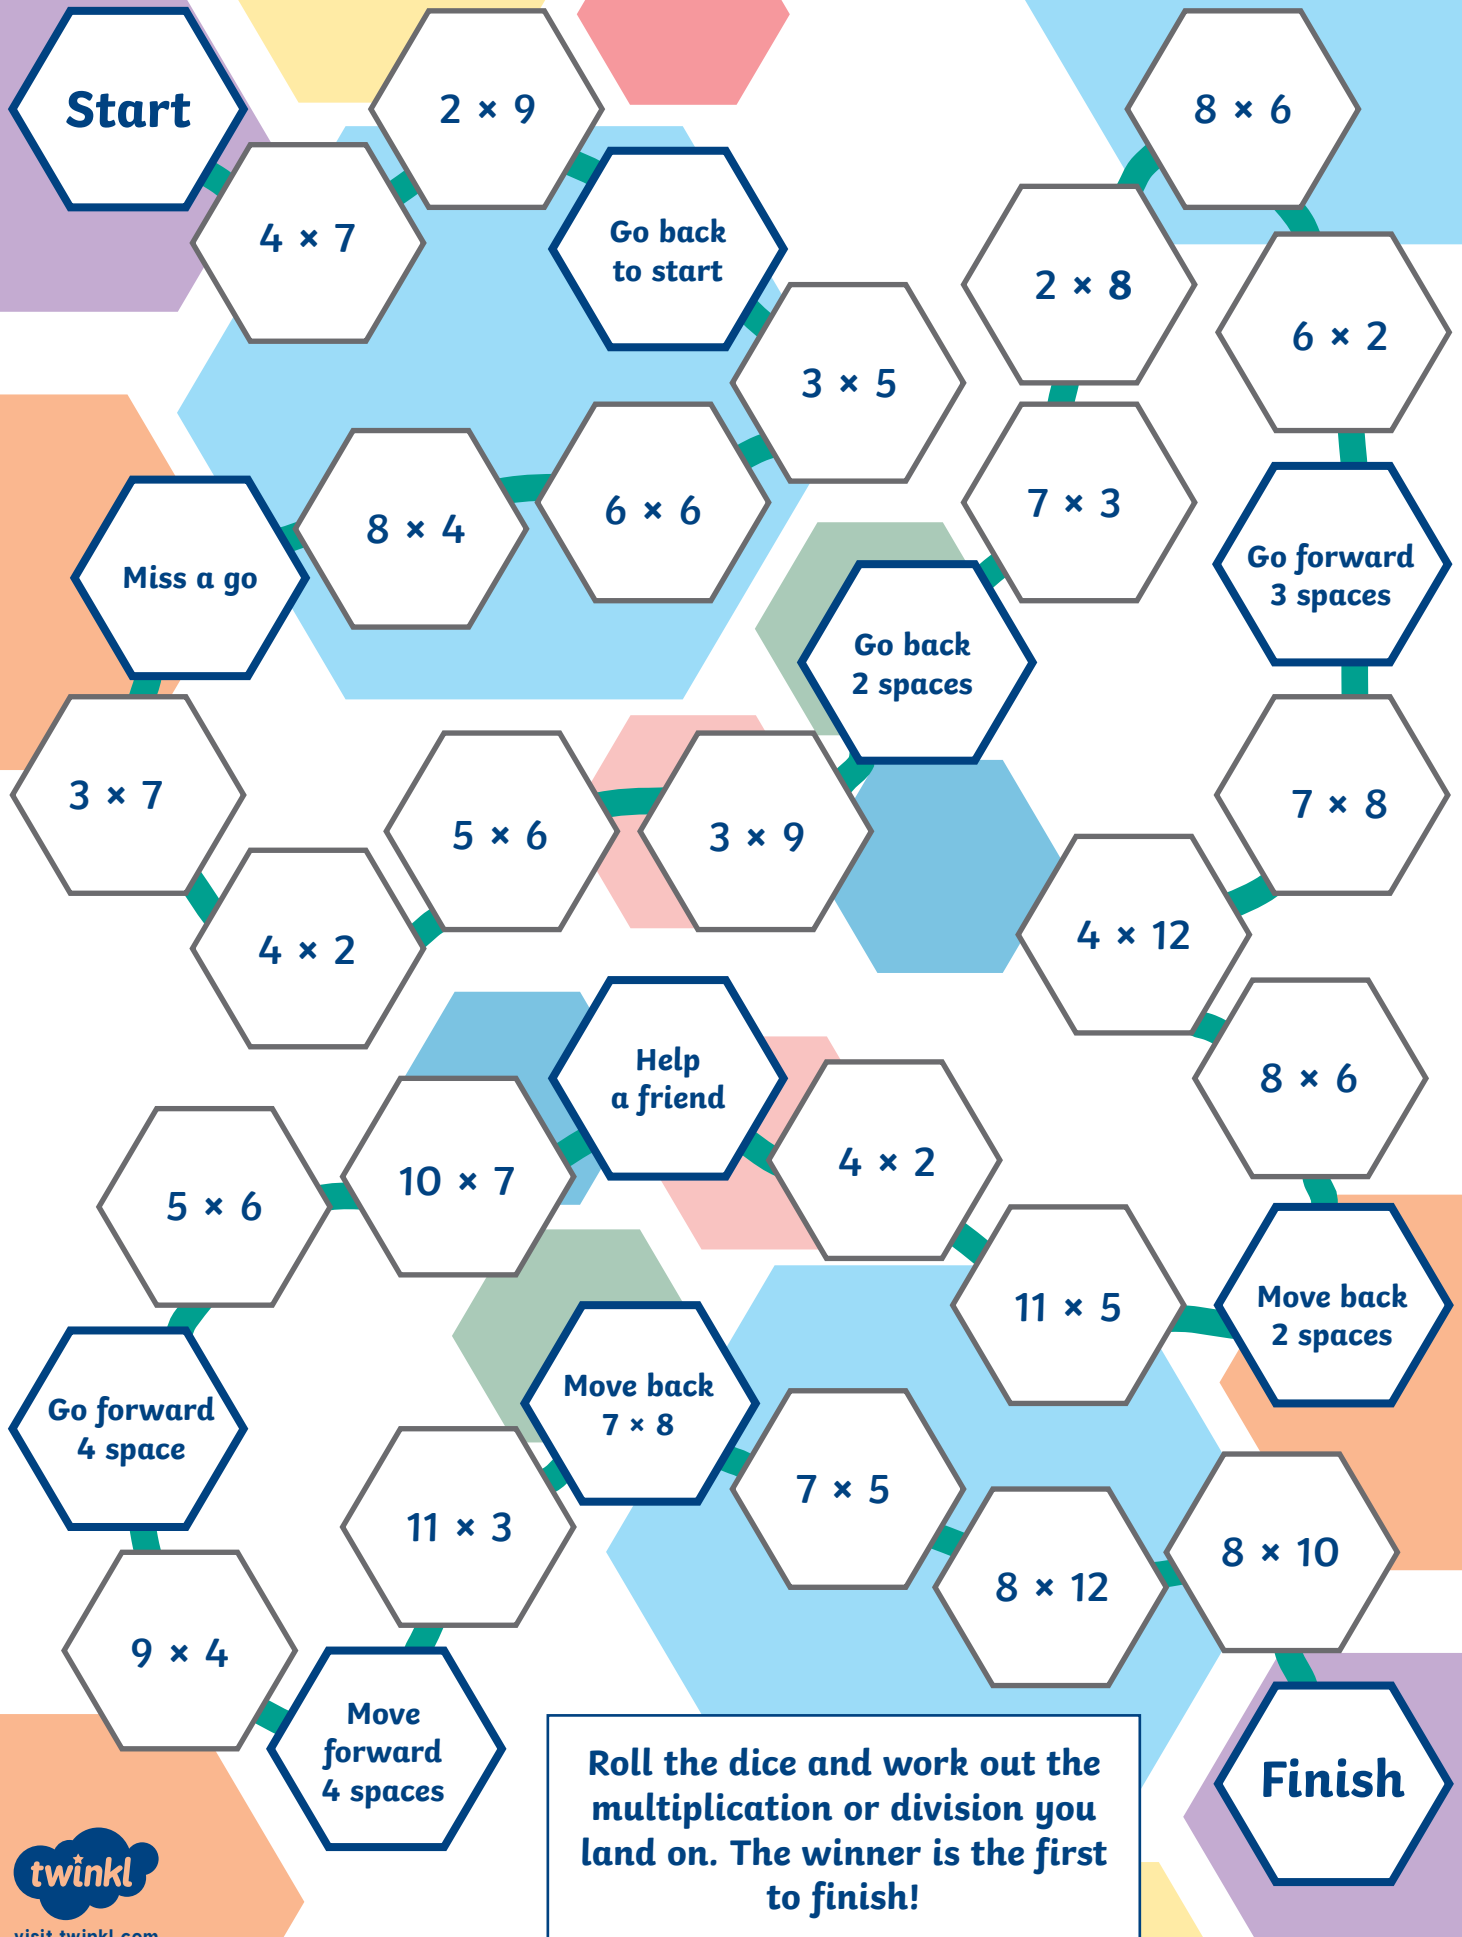 Start
4 × 7
2 × 9
Go back
to start
3 × 5
6 × 6
8 × 4
Miss a go
3 × 7
4 × 2
5 × 6
3 × 9
Go back
2 spaces
7 × 3
2 × 8
8 × 6
6 × 2
Go forward
3 spaces
7 × 8
4 × 12
8 × 6
Move back
2 spaces
11 × 5
4 × 2
Help
a friend
10 × 7
5 × 6
Go forward
4 space
9 × 4
Move
forward
4 spaces
11 × 3
Move back
7 × 8
7 × 5
8 × 12
8 × 10
Finish
Roll the dice and work out the
multiplication or division you
land on. The winner is the first
to finish!
twinkl
visit twinkl.com